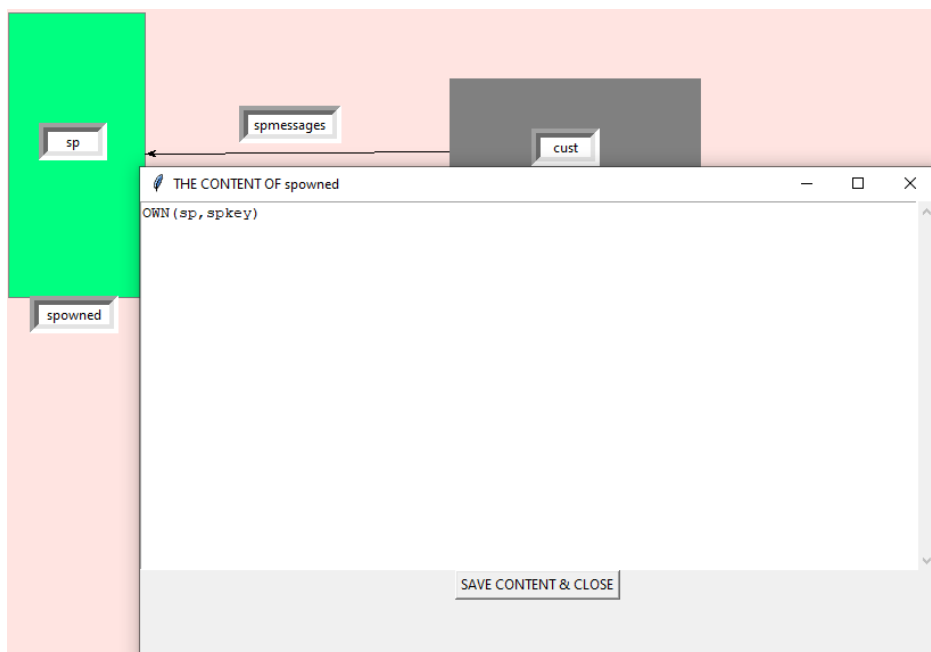 sp
spmessages
cust
THE CONTENT OF spowned
OWN(sp,spkey)
spowned
SAVE CONTENT & CLOSE